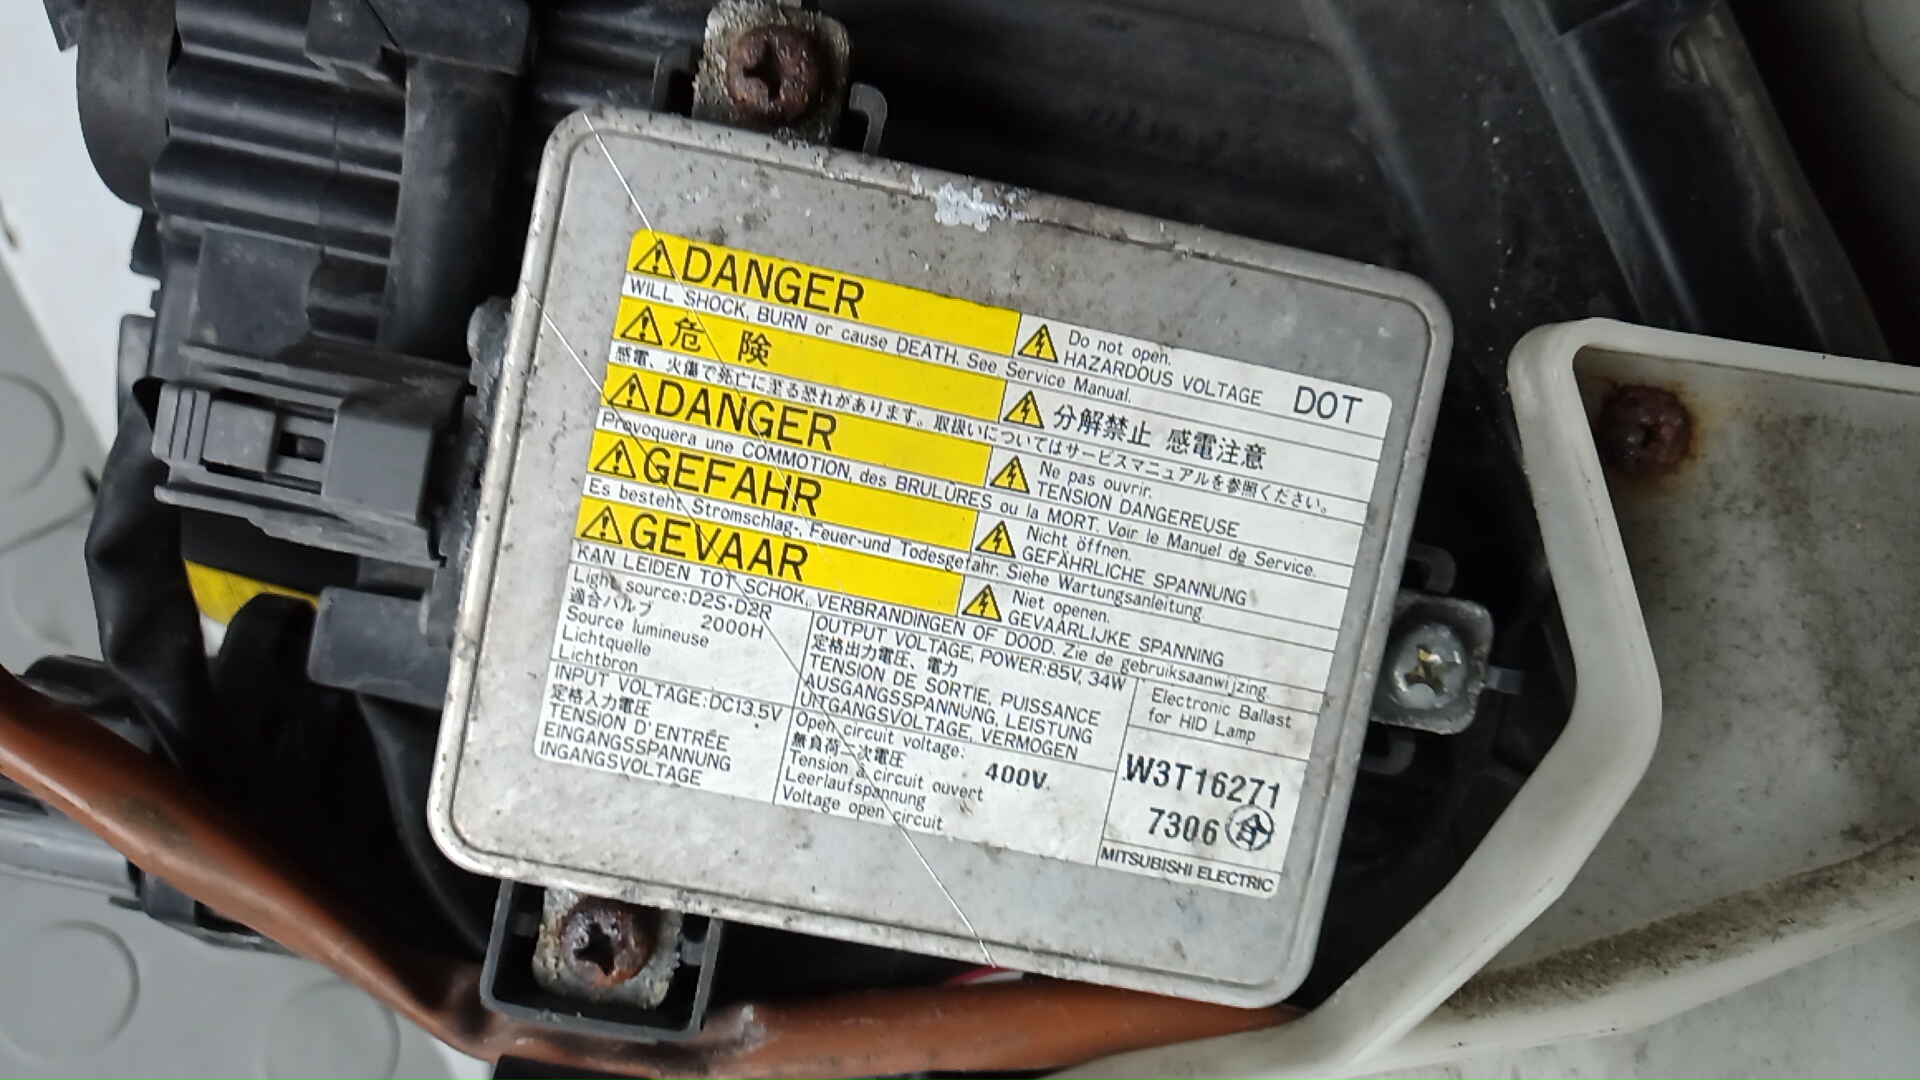 DANGER
WILL SHOCK, BURN or cause DEATH. See Service Manual.
Do not open.
HAZARDOUS VOLTAGE
DOT
危 険
感電、火傷で死亡に至る恐れがあります。取扱いについてはサービスマニュアルを参照ください。
分解禁止 感電注意
DANGER
Provoquera une COMMOTION, des BRULÛRES ou la MORT. Voir le Manuel de Service.
Ne pas ouvrir.
TENSION DANGEREUSE
GEFAHR
Es besteht Stromschlag-, Feuer-und Todesgefahr. Siehe Wartungsanleitung.
Nicht öffnen.
GEFÄHRLICHE SPANNUNG
GEVAAR
KAN LEIDEN TOT SCHOK, VERBRANDINGEN OF DOOD. Zie de gebruiksaanwijzing.
Niet openen.
GEVAARLIJKE SPANNING
Light source:D2S·D2R
適合バルブ 2000H
Source lumineuse
Lichtquelle
Lichtbron
INPUT VOLTAGE:DC13.5V
定格入力電圧
TENSION D'ENTRÉE
EINGANGSSPANNUNG
INGANGSVOLTAGE
OUTPUT VOLTAGE, POWER:85V, 34W
定格出力電圧、電力
TENSION DE SORTIE, PUISSANCE
AUSGANGSSPANNUNG, LEISTUNG
UITGANGSVOLTAGE, VERMOGEN
Open circuit voltage:
無負荷二次電圧
400V.
Tension à circuit ouvert
Leerlaufspannung
Voltage open circuit
Electronic Ballast
for HID Lamp
W3T16271
7306
MITSUBISHI ELECTRIC